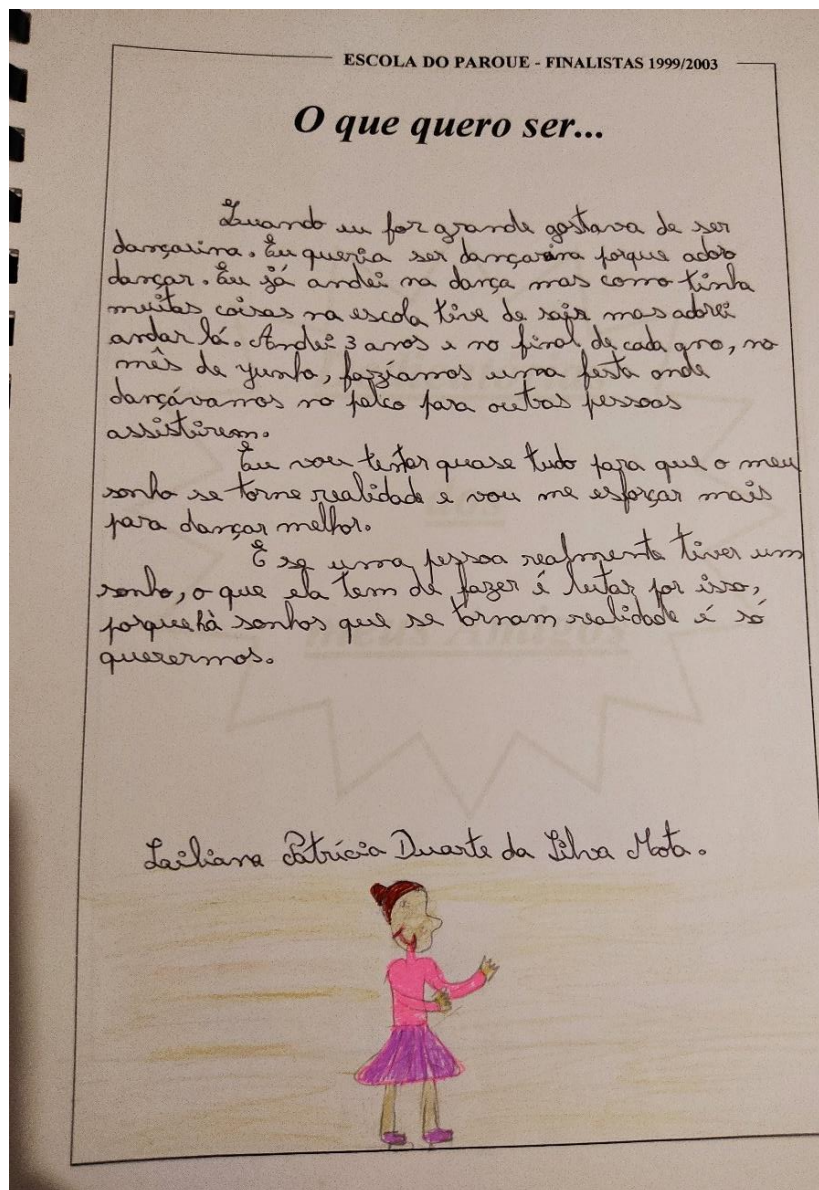 ESCOLA DO PARQUE - FINALISTAS 1999/2003
O que quero ser...
Quando eu for grande gostava de ser
dançarina. Eu queria ser dançarina porque adoro
dançar. Eu já andei na dança mas como tinha
muitas coisas na escola tive de sair mas adorei
andar lá. Andei 3 anos e no final de cada ano, no
mês de yunho, fazíamos uma festa onde
dançávamos no palco para outras pessoas
assistirem.
Eu vou tentar quase tudo para que o meu
sonho se torne realidade e vou me esforçar mais
para dançar melhor.
E se uma pessoa realmente tiver um
sonho, o que ela tem de fazer é lutar por isso,
porque hà sonhos que se tornam realidade é só
querermos.
Patrícia Duarte da Silva Mota.